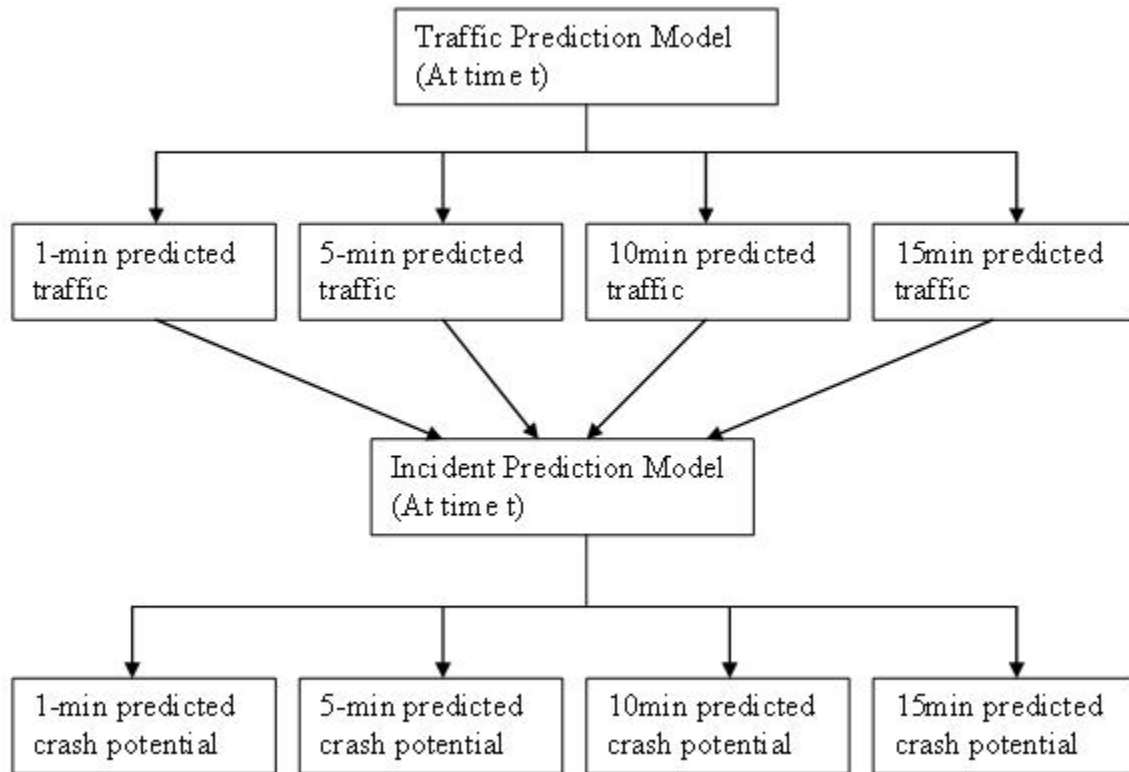 Traffic Prediction Model
(At time t)
1-min predicted
traffic
5-min predicted
traffic
10min predicted
traffic
15min predicted
traffic
Incident Prediction Model
(At time t)
1-min predicted
crash potential
5-min predicted
crash potential
10min predicted
crash potential
15min predicted
crash potential